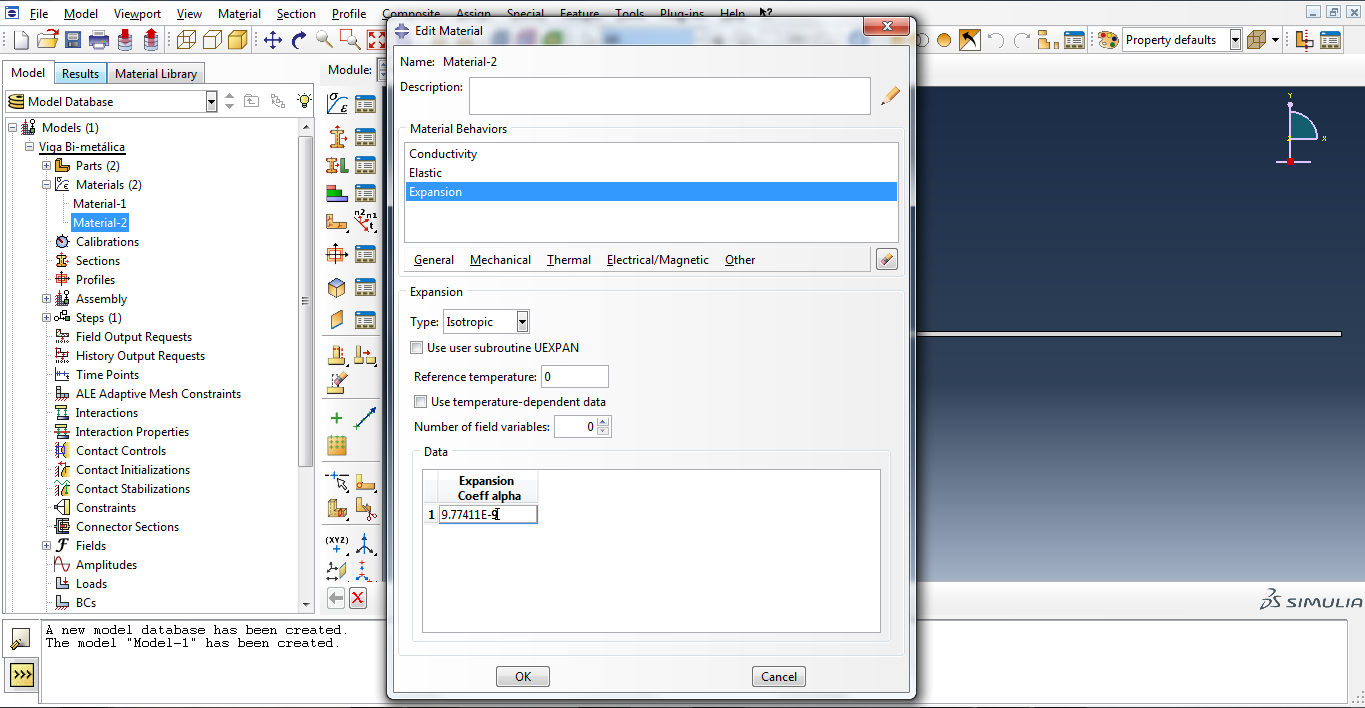 File Model Viewport View Material Section Profile Composite Assign Special Feature Tools Plug-ins Help
Edit Material
Property defaults
Model Results Material Library
Module:
Model Database
Models (1)
Viga Bi-metálica
Parts (2)
Materials (2)
Material-1
Material-2
Calibrations
Sections
Profiles
Assembly
Steps (1)
Field Output Requests
History Output Requests
Time Points
ALE Adaptive Mesh Constraints
Interactions
Interaction Properties
Contact Controls
Contact Initializations
Contact Stabilizations
Constraints
Connector Sections
Fields
Amplitudes
Loads
BCs
(XYZ)
Name: Material-2
Description:
Material Behaviors
Conductivity
Elastic
Expansion
General Mechanical Thermal Electrical/Magnetic Other
Expansion
Type: Isotropic
Use user subroutine UEXPAN
Reference temperature: 0
Use temperature-dependent data
Number of field variables: 0
Data
Expansion
Coeff alpha
1 9.77411E-9
OK Cancel
Y
X
SIMULIA
A new model database has been created.
The model "Model-1" has been created.
>>>